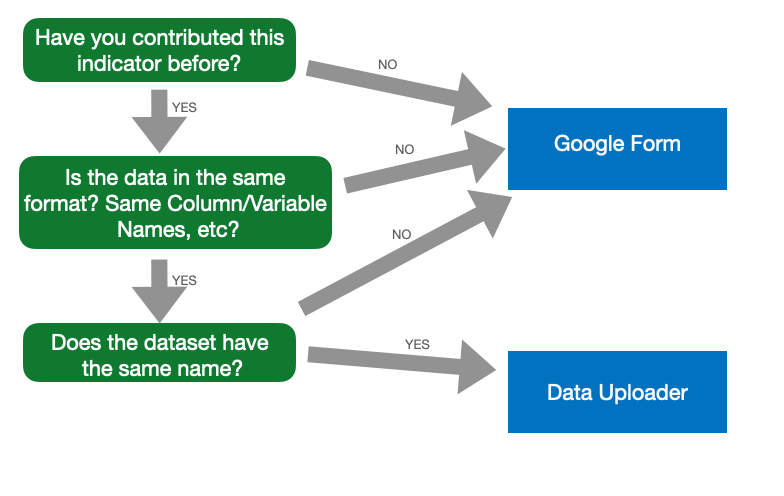 Have you contributed this
indicator before?
NO
YES
Google Form
NO
Is the data in the same
format? Same Column/Variable
Names, etc?
NO
YES
Does the dataset have
the same name?
YES
Data Uploader